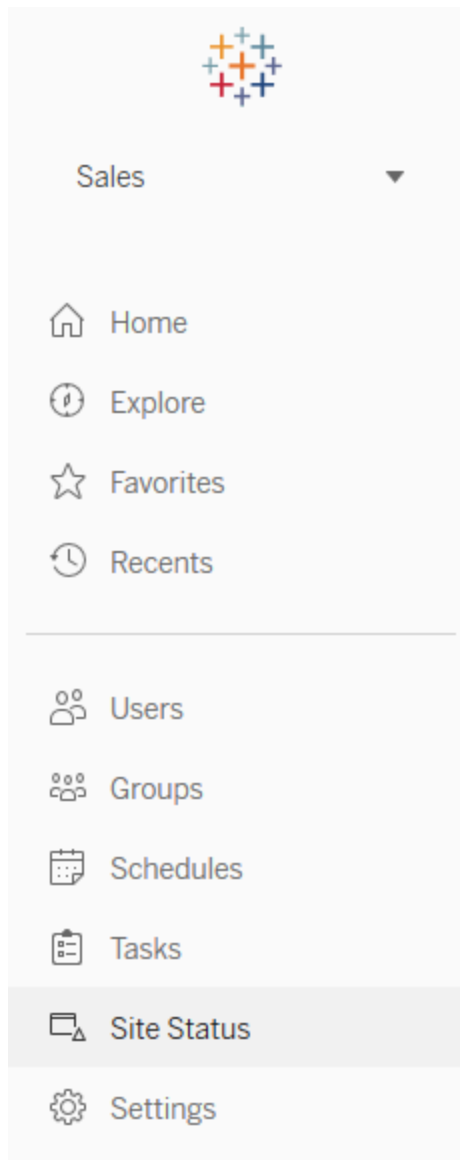 Sales
Home
Explore
Favorites
Recents
Users
Groups
Schedules
Tasks
Site Status
Settings